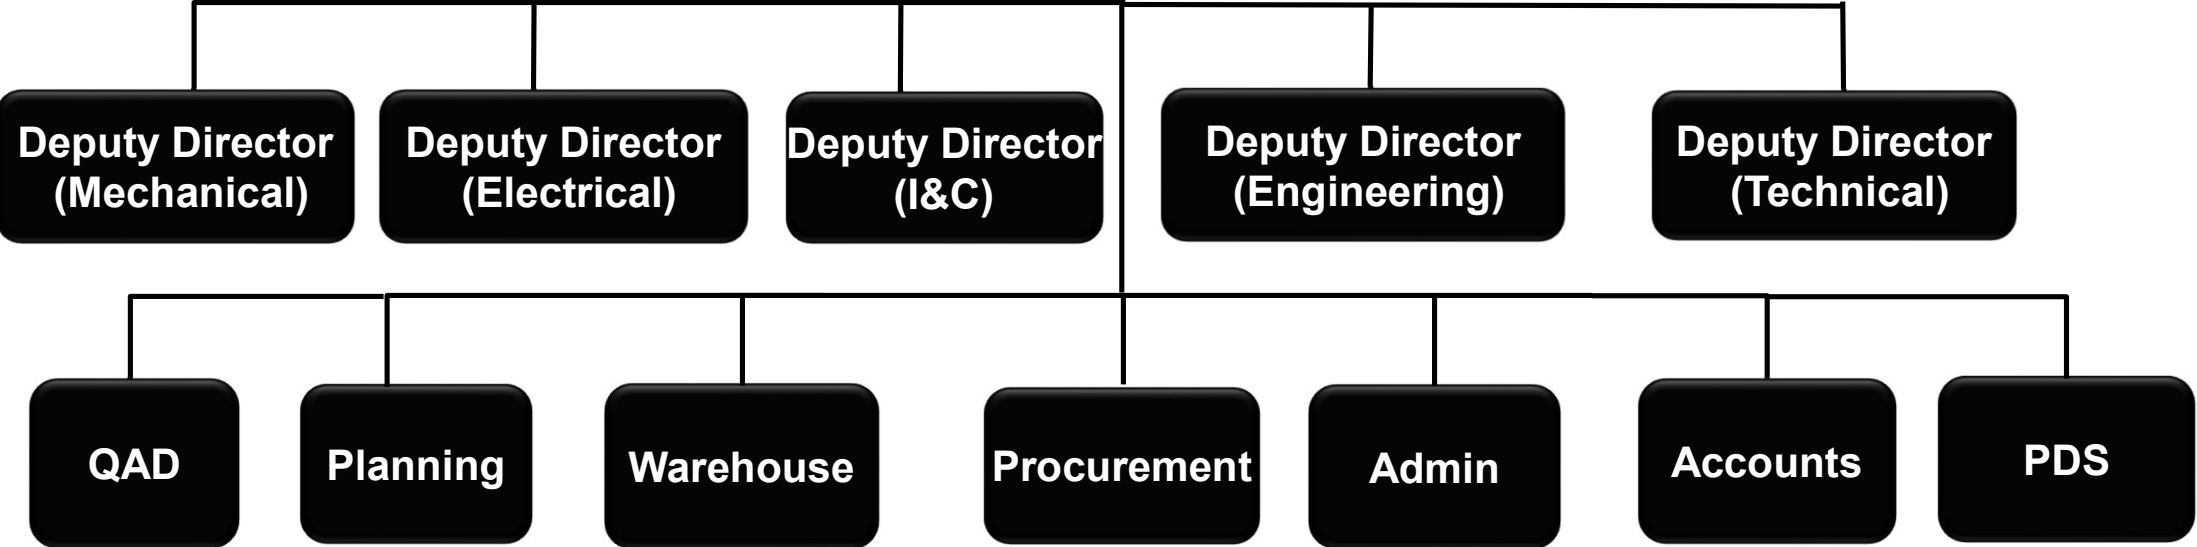 Deputy Director
(Mechanical)
Deputy Director
(Electrical)
Deputy Director
(I&C)
Deputy Director
(Engineering)
Deputy Director
(Technical)
QAD
Planning
Warehouse
Procurement
Admin
Accounts
PDS